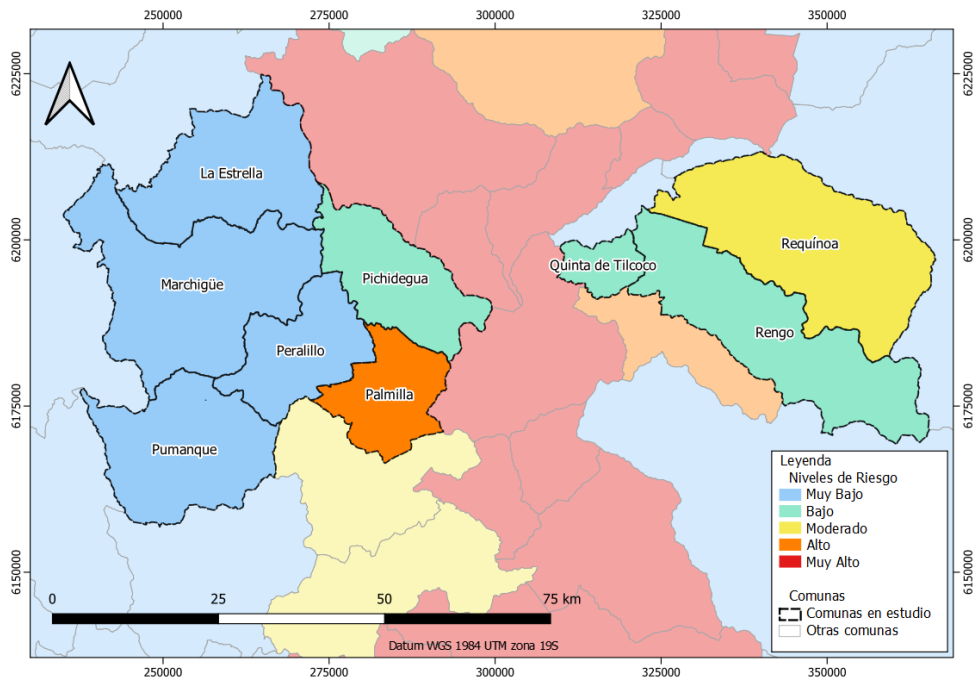 250000
275000
300000
325000
350000
6225000
6225000
La Estrella
6200000
6200000
Requínoa
Quinta de Tilcoco
Pichidegua
Marchigüe
Rengo
Peralillo
Palmilla
6175000
6175000
Pumanque
Leyenda
Niveles de Riesgo
Muy Bajo
Bajo
Moderado
Alto
Muy Alto
6150000
6150000
Comunas
Comunas en estudio
Otras comunas
0
25
50
75 km
Datum WGS 1984 UTM zona 19S
250000
275000
300000
325000
350000